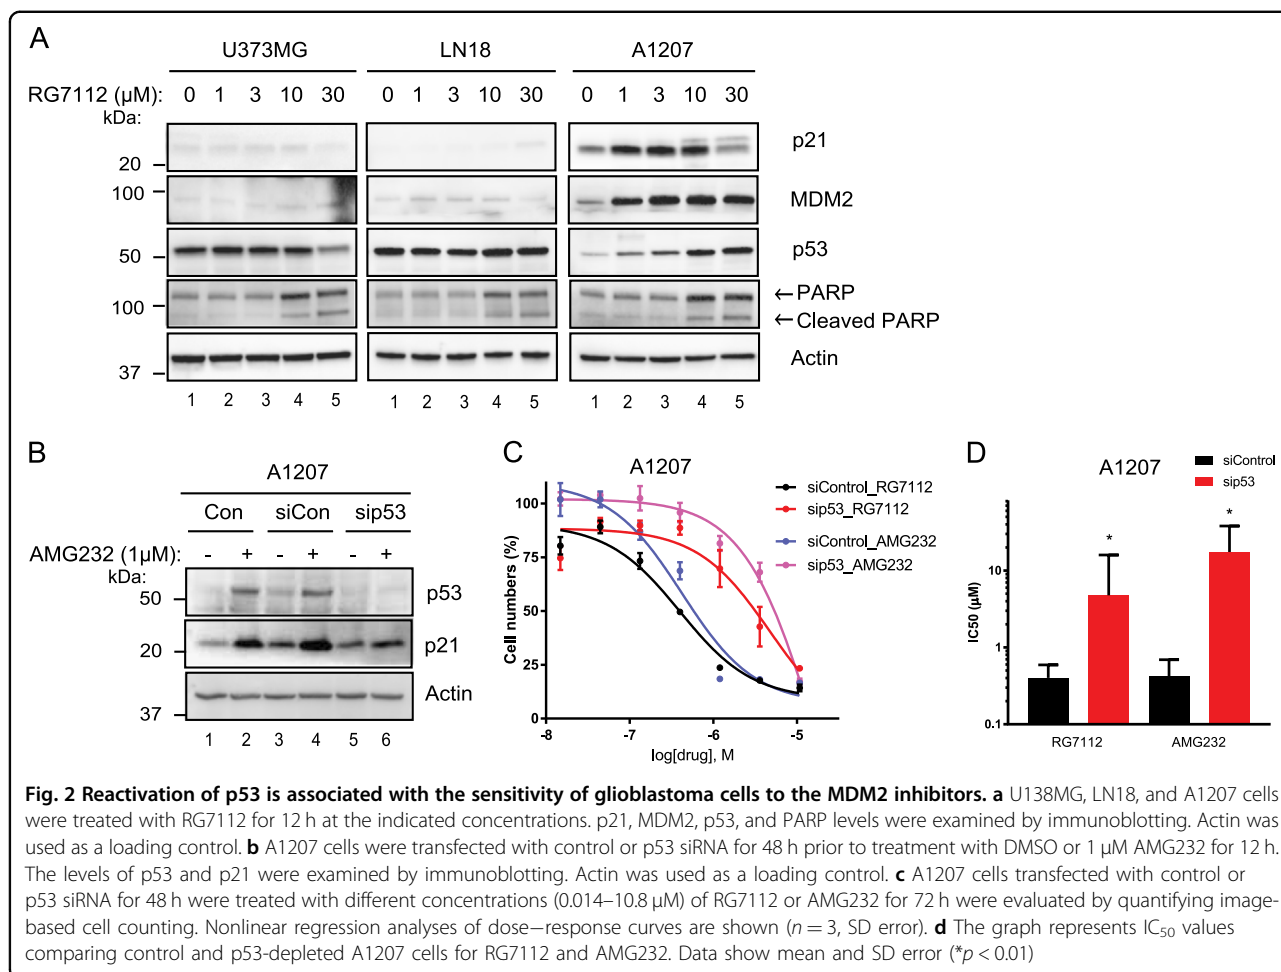 A
U373MG LN18 A1207
RG7112 (µM): 0 1 3 10 30 0 1 3 10 30 0 1 3 10 30
kDa:
p21
20
100
MDM2
p53
50
←PARP
100
←Cleaved PARP
Actin
37
1 2 3 4 5 1 2 3 4 5 1 2 3 4 5
B
A1207
Con siCon sip53
AMG232 (1µM): - + - + - +
kDa:
p53
50
p21
20
Actin
37
1 2 3 4 5 6
C
A1207
siControl_RG7112
sip53_RG7112
siControl_AMG232
sip53_AMG232
Cell numbers (%)
100
75
50
25
0
-8 -7 -6 -5
log[drug], M
D
siControl
sip53
A1207
IC50 (µM)
* *
10
1
0.1
RG7112 AMG232
Fig. 2 Reactivation of p53 is associated with the sensitivity of glioblastoma cells to the MDM2 inhibitors. a U138MG, LN18, and A1207 cells
were treated with RG7112 for 12 h at the indicated concentrations. p21, MDM2, p53, and PARP levels were examined by immunoblotting. Actin was
used as a loading control. b A1207 cells were transfected with control or p53 siRNA for 48 h prior to treatment with DMSO or 1 µM AMG232 for 12 h.
The levels of p53 and p21 were examined by immunoblotting. Actin was used as a loading control. c A1207 cells transfected with control or
p53 siRNA for 48 h were treated with different concentrations (0.014–10.8 µM) of RG7112 or AMG232 for 72 h were evaluated by quantifying image-
based cell counting. Nonlinear regression analyses of dose−response curves are shown (n = 3, SD error). d The graph represents IC₅₀ values
comparing control and p53-depleted A1207 cells for RG7112 and AMG232. Data show mean and SD error (*p < 0.01)